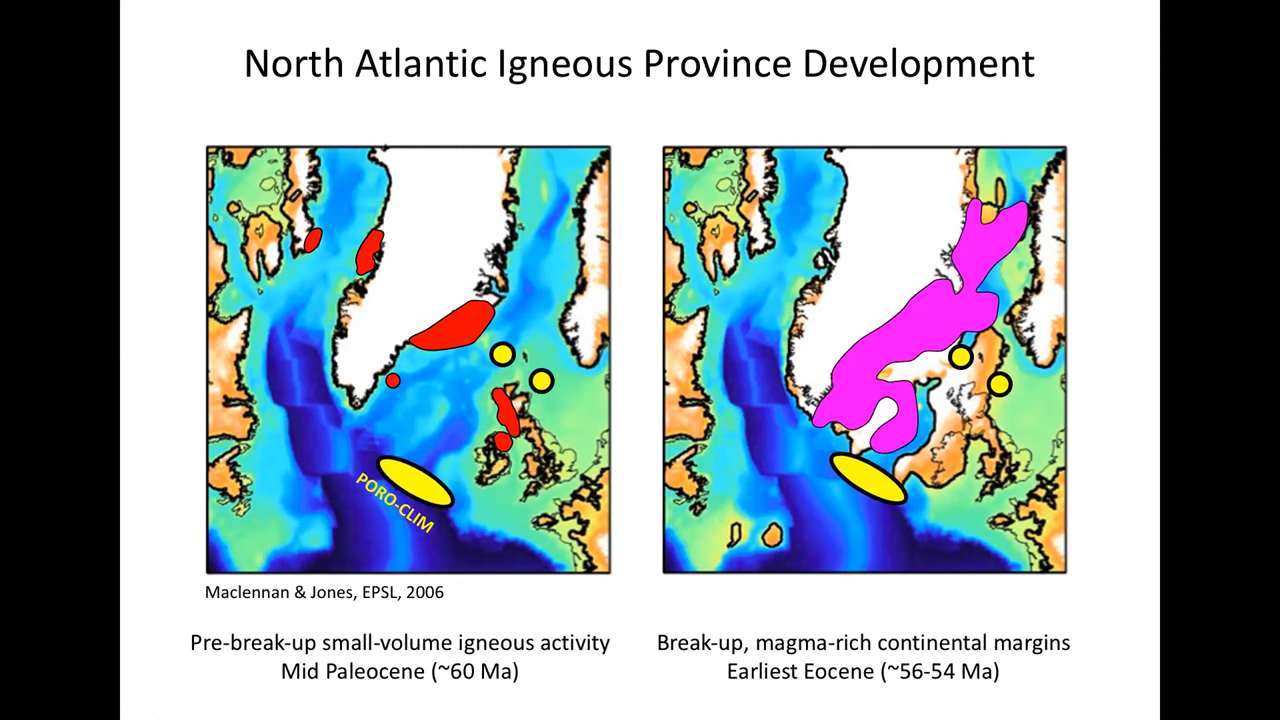 North Atlantic Igneous Province Development
PORO-CLIM
Maclennan & Jones, EPSL, 2006
Pre-break-up small-volume igneous activity
Mid Paleocene (~60 Ma)
Break-up, magma-rich continental margins
Earliest Eocene (~56-54 Ma)